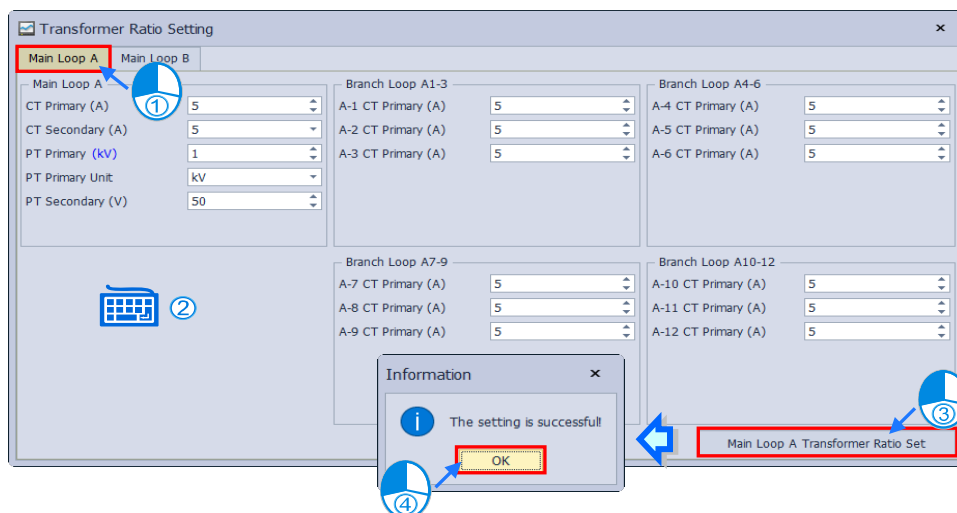 Transformer Ratio Setting ×
Main Loop A Main Loop B
①
Main Loop A
CT Primary (A) 5
CT Secondary (A) 5
PT Primary (kV) 1
PT Primary Unit kV
PT Secondary (V) 50
Branch Loop A1-3
A-1 CT Primary (A) 5
A-2 CT Primary (A) 5
A-3 CT Primary (A) 5
Branch Loop A4-6
A-4 CT Primary (A) 5
A-5 CT Primary (A) 5
A-6 CT Primary (A) 5
②
Branch Loop A7-9
A-7 CT Primary (A) 5
A-8 CT Primary (A) 5
A-9 CT Primary (A) 5
Branch Loop A10-12
A-10 CT Primary (A) 5
A-11 CT Primary (A) 5
A-12 CT Primary (A) 5
③
Main Loop A Transformer Ratio Set
Information ×
i The setting is successful!
OK
④